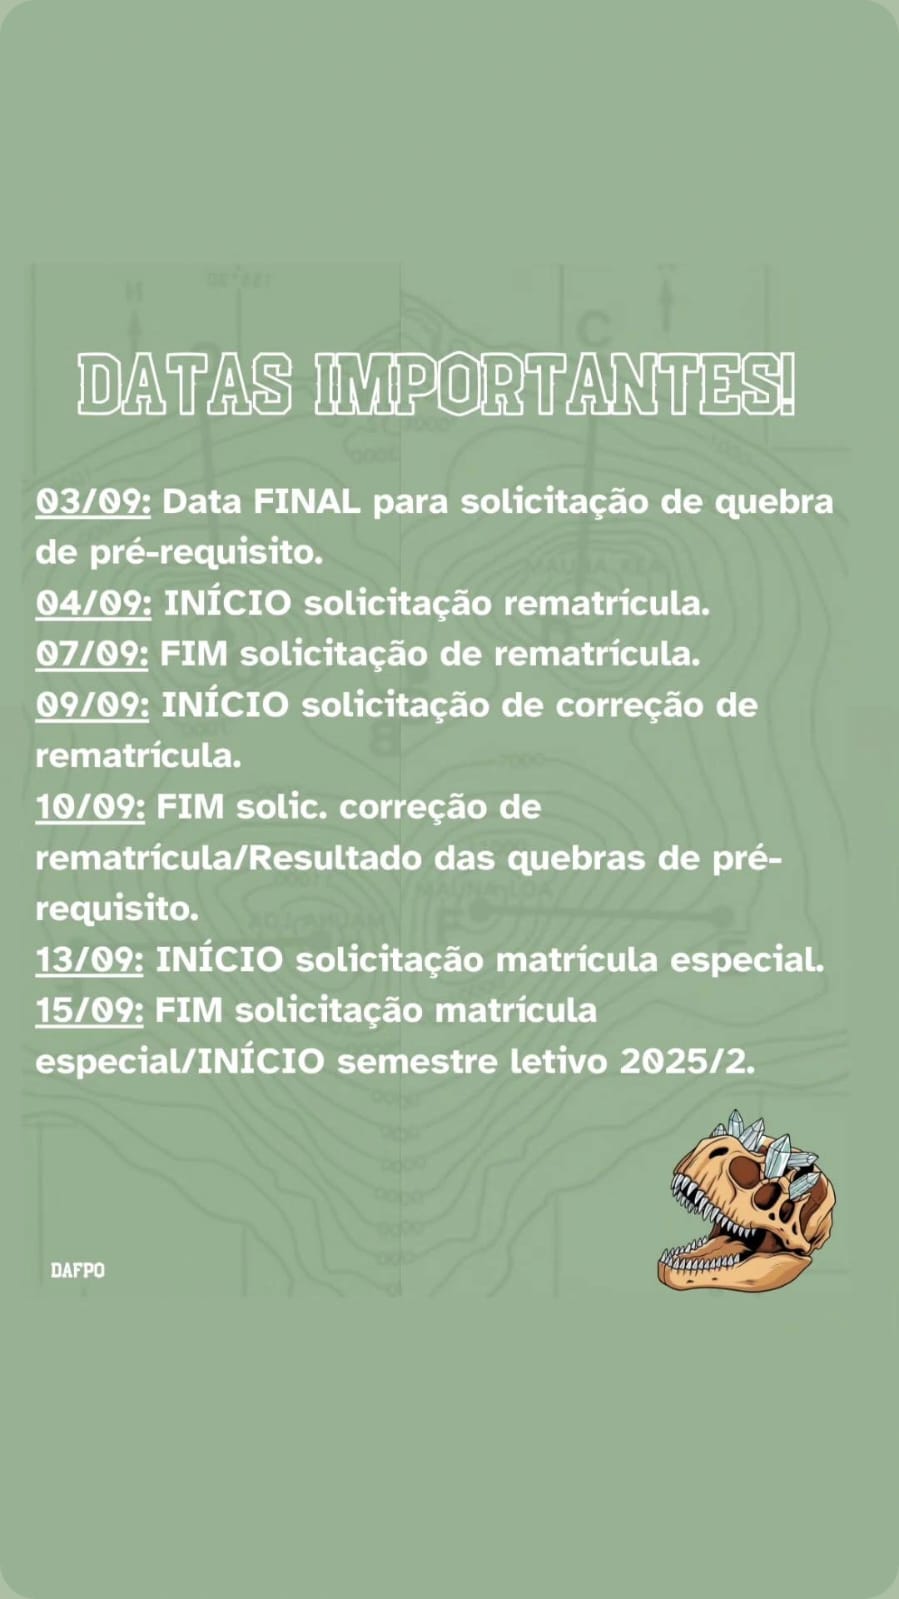 DATAS IMPORTANTES!
03/09: Data FINAL para solicitação de quebra
de pré-requisito.
04/09: INÍCIO solicitação rematrícula.
07/09: FIM solicitação de rematrícula.
09/09: INÍCIO solicitação de correção de
rematrícula.
10/09: FIM solic. correção de
rematrícula/Resultado das quebras de pré-
requisito.
13/09: INÍCIO solicitação matrícula especial.
15/09: FIM solicitação matrícula
especial/INÍCIO semestre letivo 2025/2.
DAFPO